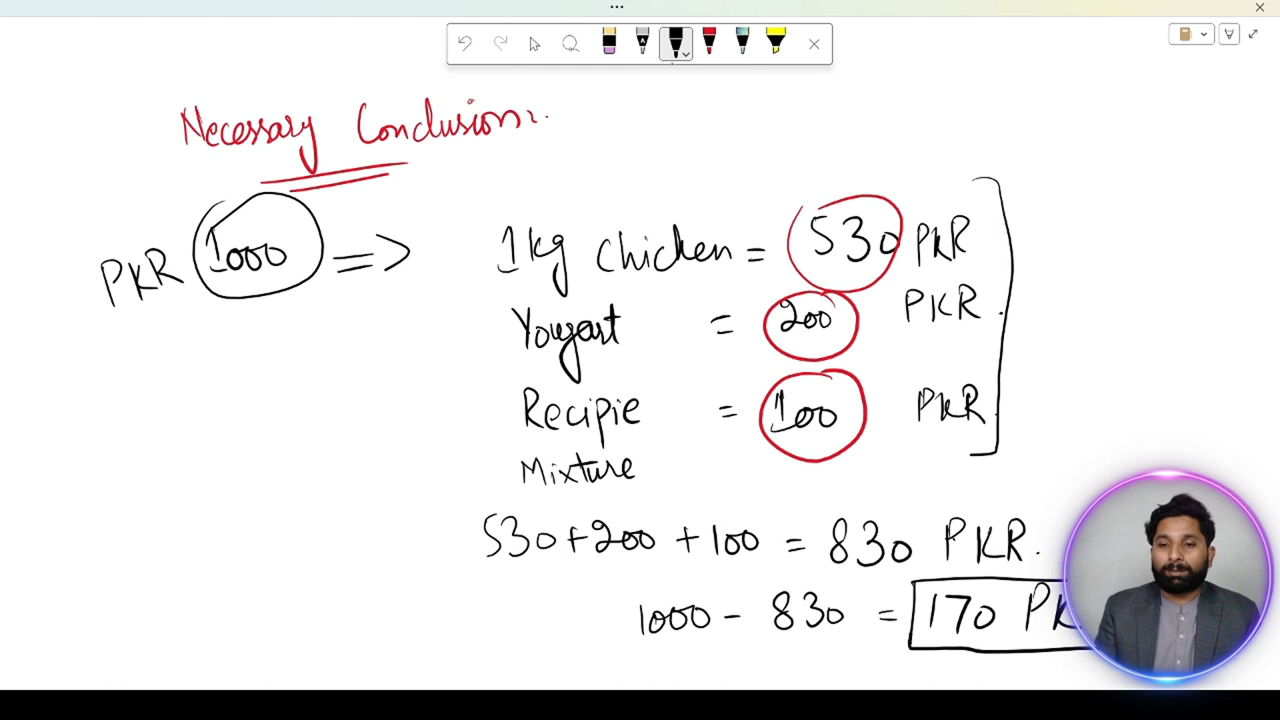 Necessary Conclusion:.
PKR 1000 => 1kg chicken = 530 PKR
Yougart = 200 PKR.
Recipie = 100 PKR.
Mixture
530+200 + 100 = 830 PKR.
1000 - 830 = 170 PK